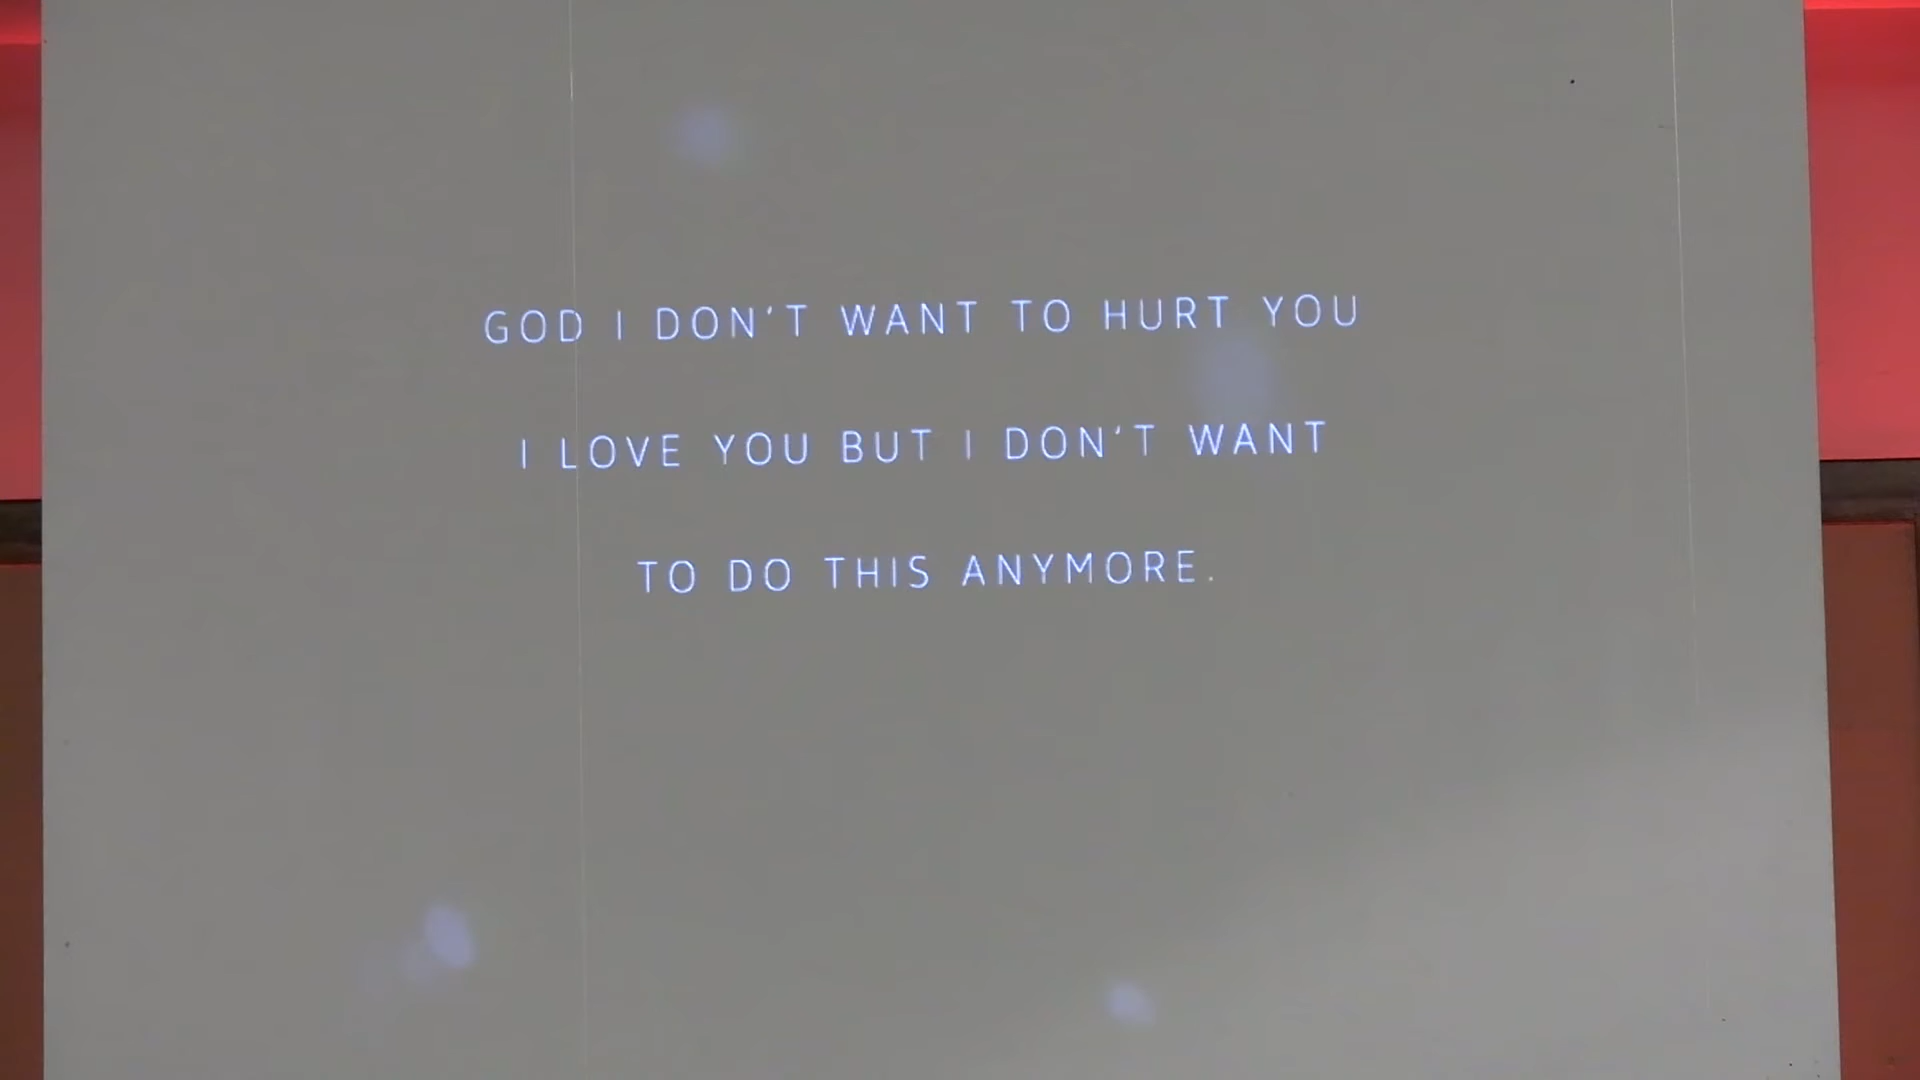 GOD I DON'T WANT TO HURT YOU
I LOVE YOU BUT I DON'T WANT
TO DO THIS ANYMORE.